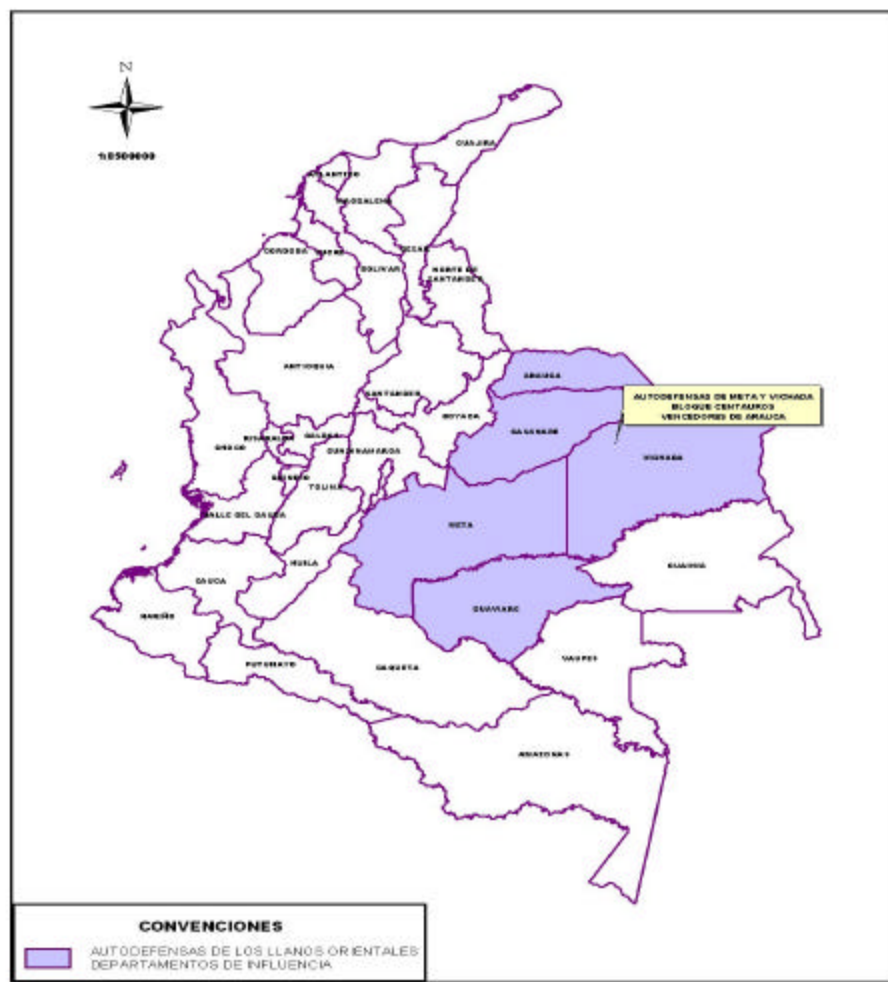 N
1:8500000
GUAJIRA
ATLANTICO
MAGDALENA
CESAR
CORDOBA
SUCRE
BOLIVAR
NORTE DE
SANTANDER
ANTIOQUIA
SANTANDER
ARAUCA
AUTODEFENSAS DE META Y VICHADA
BLOQUE CENTAUROS
VENCEDORES DE ARAUCA
BOYACA
CASANARE
CHOCO
RISARALDA
CALDAS
CUNDINAMARCA
VICHADA
QUINDIO
TOLIMA
VALLE DEL CAUCA
META
HUILA
GUAINIA
CAUCA
NARIÑO
GUAVIARE
PUTUMAYO
CAQUETA
VAUPES
AMAZONAS
CONVENCIONES
AUTODEFENSAS DE LOS LLANOS ORIENTALES
DEPARTAMENTOS DE INFLUENCIA